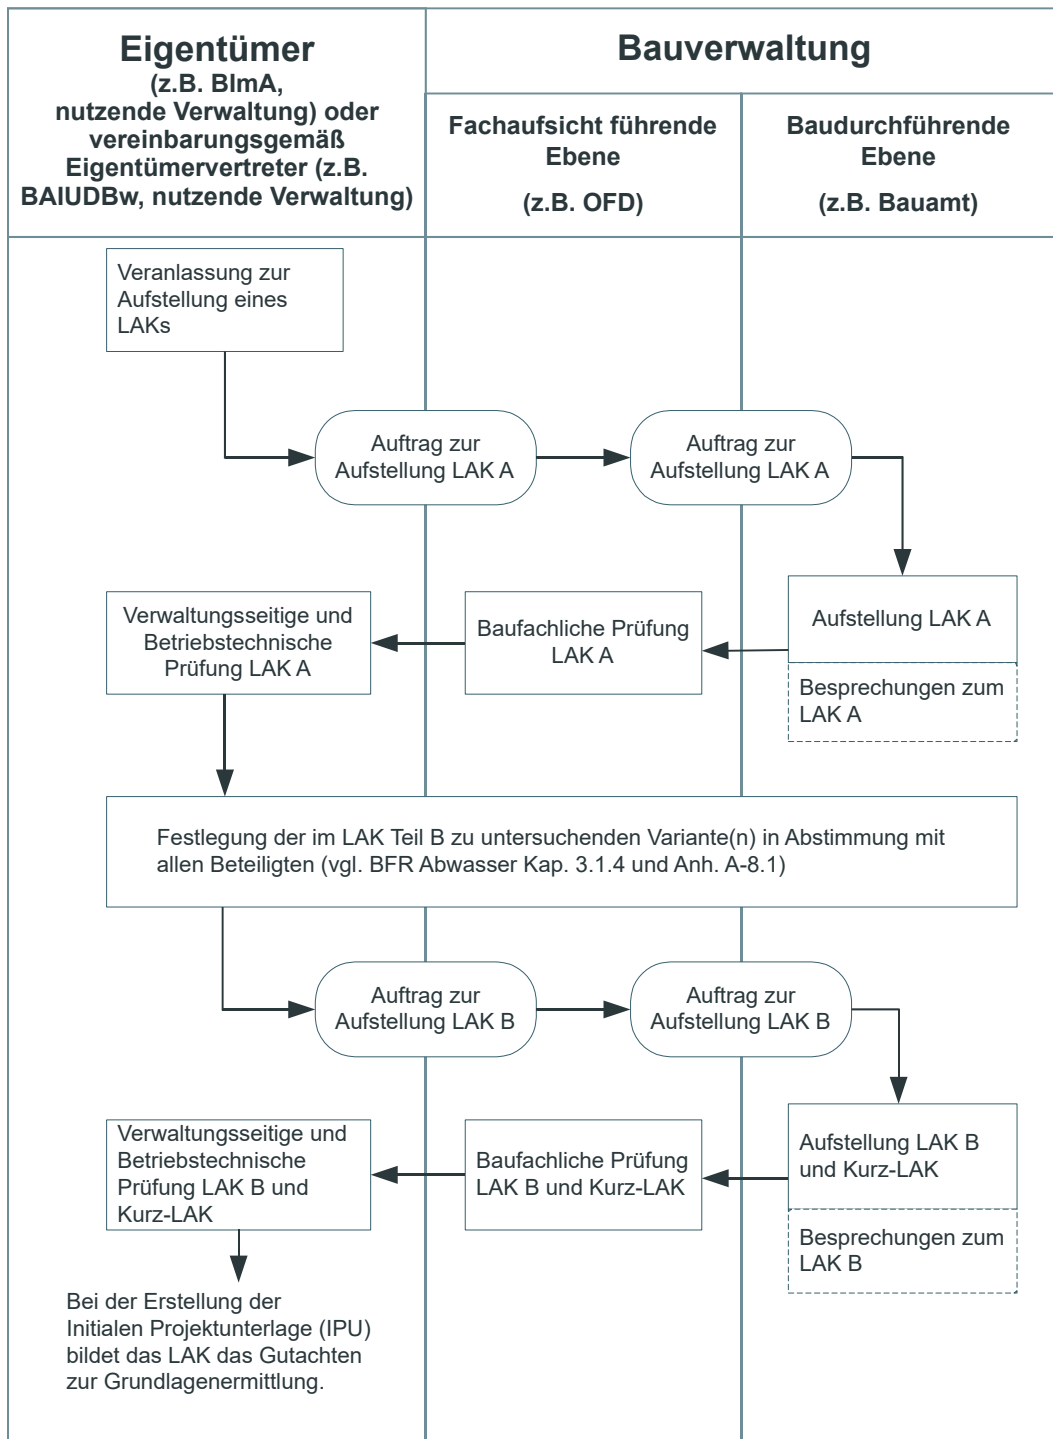 Eigentümer
(z.B. BImA,
nutzende Verwaltung) oder
vereinbarungsgemäß
Eigentümervertreter (z.B.
BAIUDBw, nutzende Verwaltung)
Bauverwaltung
Fachaufsicht führende
Ebene
(z.B. OFD)
Baudurchführende
Ebene
(z.B. Bauamt)
Veranlassung zur
Aufstellung eines
LAKs
Auftrag zur
Aufstellung LAK A
Auftrag zur
Aufstellung LAK A
Aufstellung LAK A
Besprechungen zum
LAK A
Baufachliche Prüfung
LAK A
Verwaltungsseitige und
Betriebstechnische
Prüfung LAK A
Festlegung der im LAK Teil B zu untersuchenden Variante(n) in Abstimmung mit
allen Beteiligten (vgl. BFR Abwasser Kap. 3.1.4 und Anh. A-8.1)
Auftrag zur
Aufstellung LAK B
Auftrag zur
Aufstellung LAK B
Aufstellung LAK B
und Kurz-LAK
Besprechungen zum
LAK B
Baufachliche Prüfung
LAK B und Kurz-LAK
Verwaltungsseitige und
Betriebstechnische
Prüfung LAK B und
Kurz-LAK
Bei der Erstellung der
Initialen Projektunterlage (IPU)
bildet das LAK das Gutachten
zur Grundlagenermittlung.